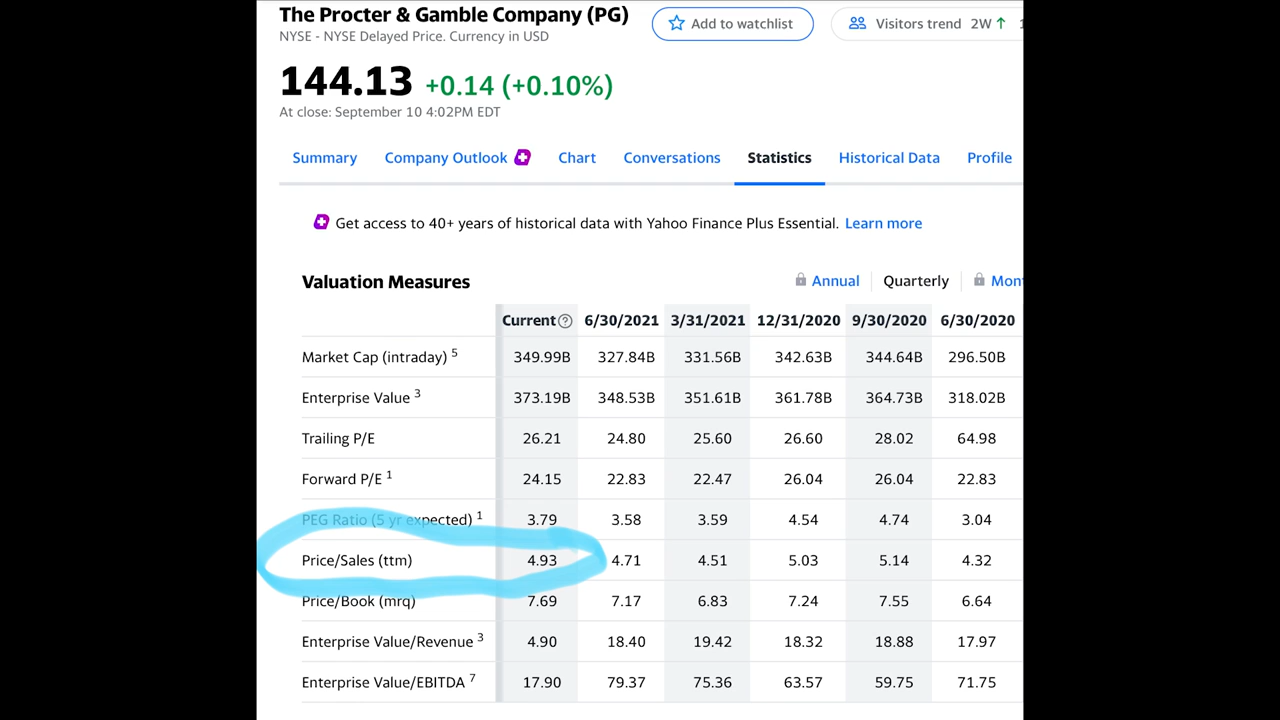 The Procter & Gamble Company (PG)
Add to watchlist
Visitors trend 2W ↑
NYSE - NYSE Delayed Price. Currency in USD
144.13 +0.14 (+0.10%)
At close: September 10 4:02PM EDT
Summary Company Outlook Chart Conversations Statistics Historical Data Profile
Get access to 40+ years of historical data with Yahoo Finance Plus Essential. Learn more
Valuation Measures Annual Quarterly
Current ? 6/30/2021 3/31/2021 12/31/2020 9/30/2020 6/30/2020
Market Cap (intraday) 5 349.99B 327.84B 331.56B 342.63B 344.64B 296.50B
Enterprise Value 3 373.19B 348.53B 351.61B 361.78B 364.73B 318.02B
Trailing P/E 26.21 24.80 25.60 26.60 28.02 64.98
Forward P/E 1 24.15 22.83 22.47 26.04 26.04 22.83
PEG Ratio (5 yr expected) 1 3.79 3.58 3.59 4.54 4.74 3.04
Price/Sales (ttm) 4.93 4.71 4.51 5.03 5.14 4.32
Price/Book (mrq) 7.69 7.17 6.83 7.24 7.55 6.64
Enterprise Value/Revenue 3 4.90 18.40 19.42 18.32 18.88 17.97
Enterprise Value/EBITDA 7 17.90 79.37 75.36 63.57 59.75 71.75